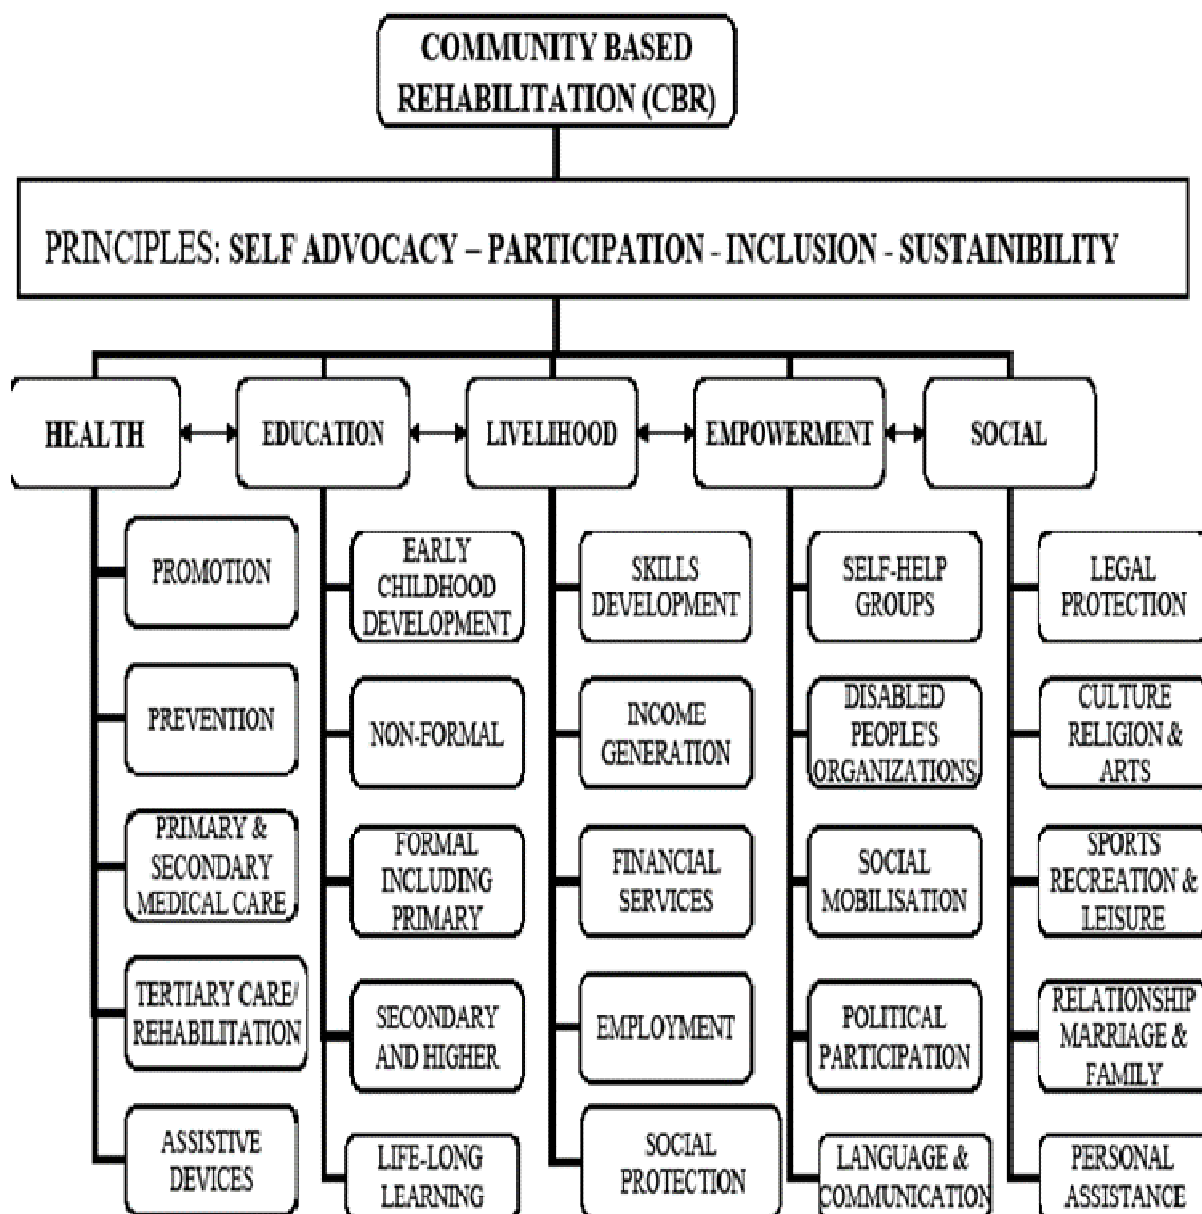 COMMUNITY BASED
REHABILITATION (CBR)
PRINCIPLES: SELF ADVOCACY – PARTICIPATION - INCLUSION - SUSTAINIBILITY
HEALTH
EDUCATION
LIVELIHOOD
EMPOWERMENT
SOCIAL
PROMOTION
PREVENTION
PRIMARY &
SECONDARY
MEDICAL CARE
TERTIARY CARE/
REHABILITATION
ASSISTIVE
DEVICES
EARLY
CHILDHOOD
DEVELOPMENT
NON-FORMAL
FORMAL
INCLUDING
PRIMARY
SECONDARY
AND HIGHER
LIFE-LONG
LEARNING
SKILLS
DEVELOPMENT
INCOME
GENERATION
FINANCIAL
SERVICES
EMPLOYMENT
SOCIAL
PROTECTION
SELF-HELP
GROUPS
DISABLED
PEOPLE'S
ORGANIZATIONS
SOCIAL
MOBILISATION
POLITICAL
PARTICIPATION
LANGUAGE &
COMMUNICATION
LEGAL
PROTECTION
CULTURE
RELIGION &
ARTS
SPORTS
RECREATION &
LEISURE
RELATIONSHIP
MARRIAGE &
FAMILY
PERSONAL
ASSISTANCE